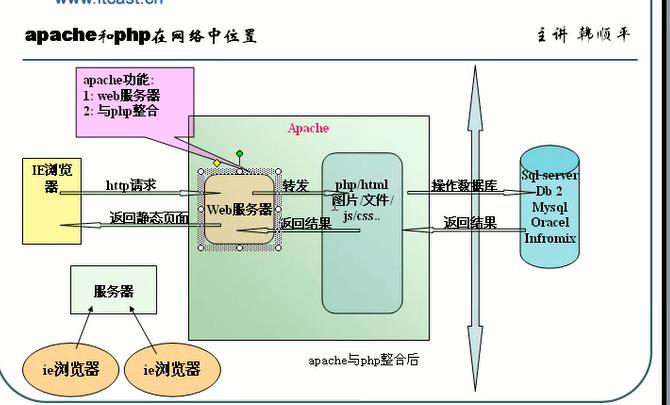 www.itcast.cn
apache和php在网络中位置
主讲 韩顺平
apache功能:
1: web服务器
2: 与php整合
Apache
IE浏览
器
http请求
返回静态页面
Web服务器
转发
返回结果
php/html
图片/文件/
js/css..
操作数据库
返回结果
Sql server
Db 2
Mysql
Oracel
Infromix
服务器
ie浏览器
ie浏览器
apache与php整合后